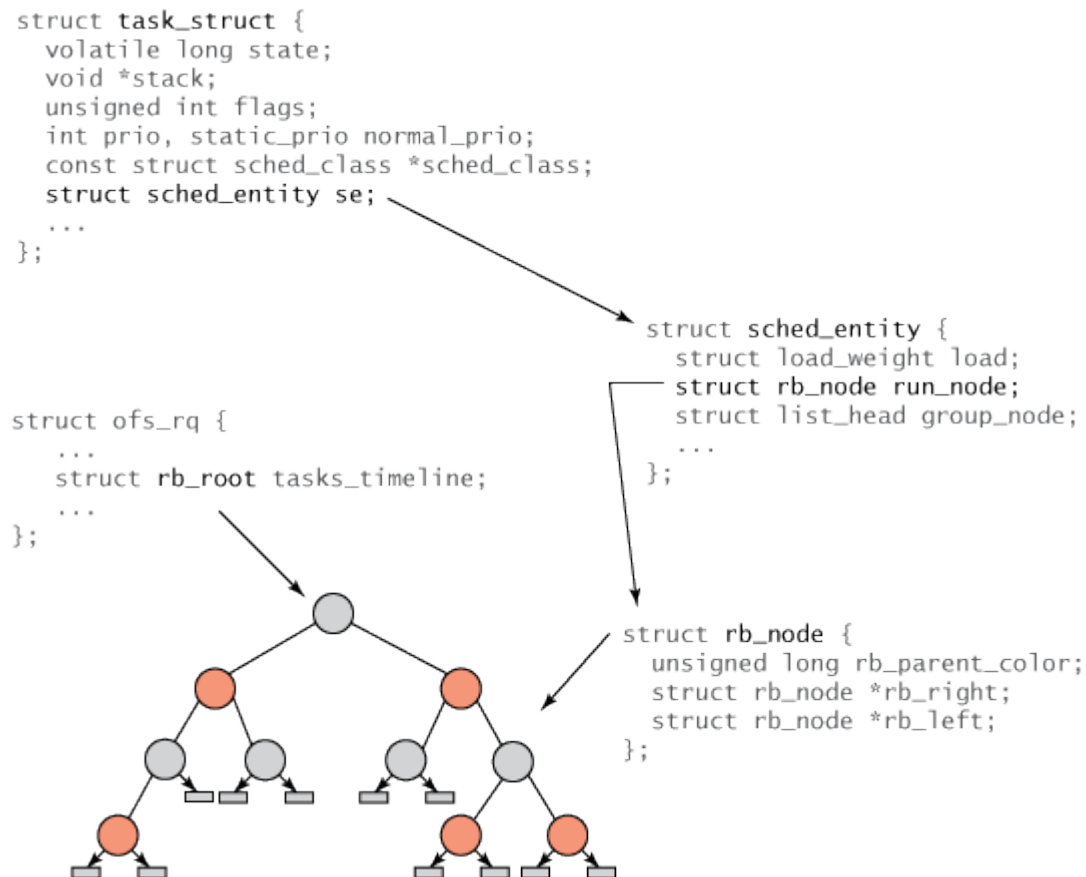 struct task_struct {
volatile long state;
void *stack;
unsigned int flags;
int prio, static_prio normal_prio;
const struct sched_class *sched_class;
struct sched_entity se;
...
};
struct sched_entity {
struct load_weight load;
struct rb_node run_node;
struct list_head group_node;
...
};
struct ofs_rq {
...
struct rb_root tasks_timeline;
...
};
struct rb_node {
unsigned long rb_parent_color;
struct rb_node *rb_right;
struct rb_node *rb_left;
};